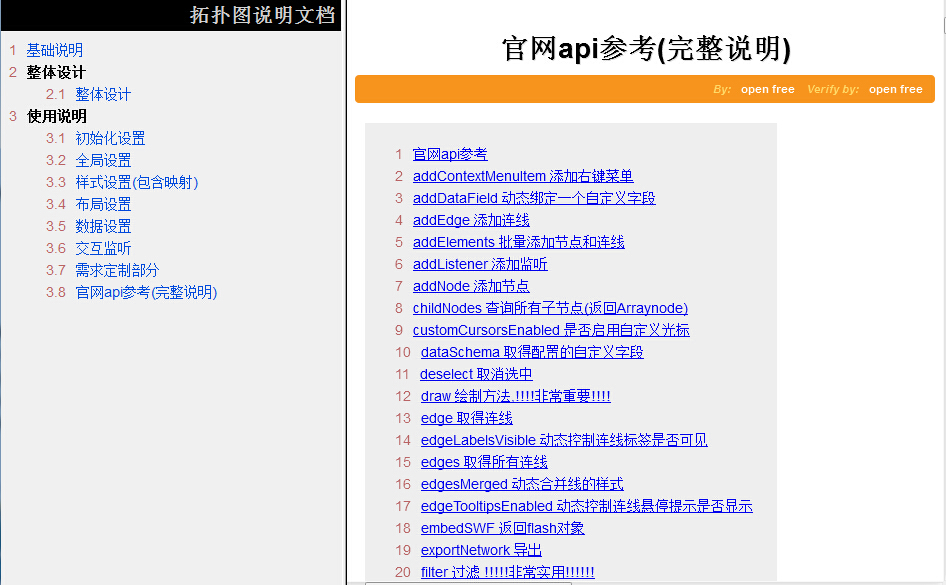 拓扑图说明文档
1 基础说明
2 整体设计
2.1 整体设计
3 使用说明
3.1 初始化设置
3.2 全局设置
3.3 样式设置(包含映射)
3.4 布局设置
3.5 数据设置
3.6 交互监听
3.7 需求定制部分
3.8 官网api参考(完整说明)
官网api参考(完整说明)
By: open free Verify by: open free
1 官网api参考
2 addContextMenuItem 添加右键菜单
3 addDataField 动态绑定一个自定义字段
4 addEdge 添加连线
5 addElements 批量添加节点和连线
6 addListener 添加监听
7 addNode 添加节点
8 childNodes 查询所有子节点(返回Arraynode)
9 customCursorsEnabled 是否启用自定义光标
10 dataSchema 取得配置的自定义字段
11 deselect 取消选中
12 draw 绘制方法,!!!!非常重要!!!!
13 edge 取得连线
14 edgeLabelsVisible 动态控制连线标签是否可见
15 edges 取得所有连线
16 edgesMerged 动态合并线的样式
17 edgeTooltipsEnabled 动态控制连线悬停提示是否显示
18 embedSWF 返回flash对象
19 exportNetwork 导出
20 filter 过滤 !!!!!非常实用!!!!!!